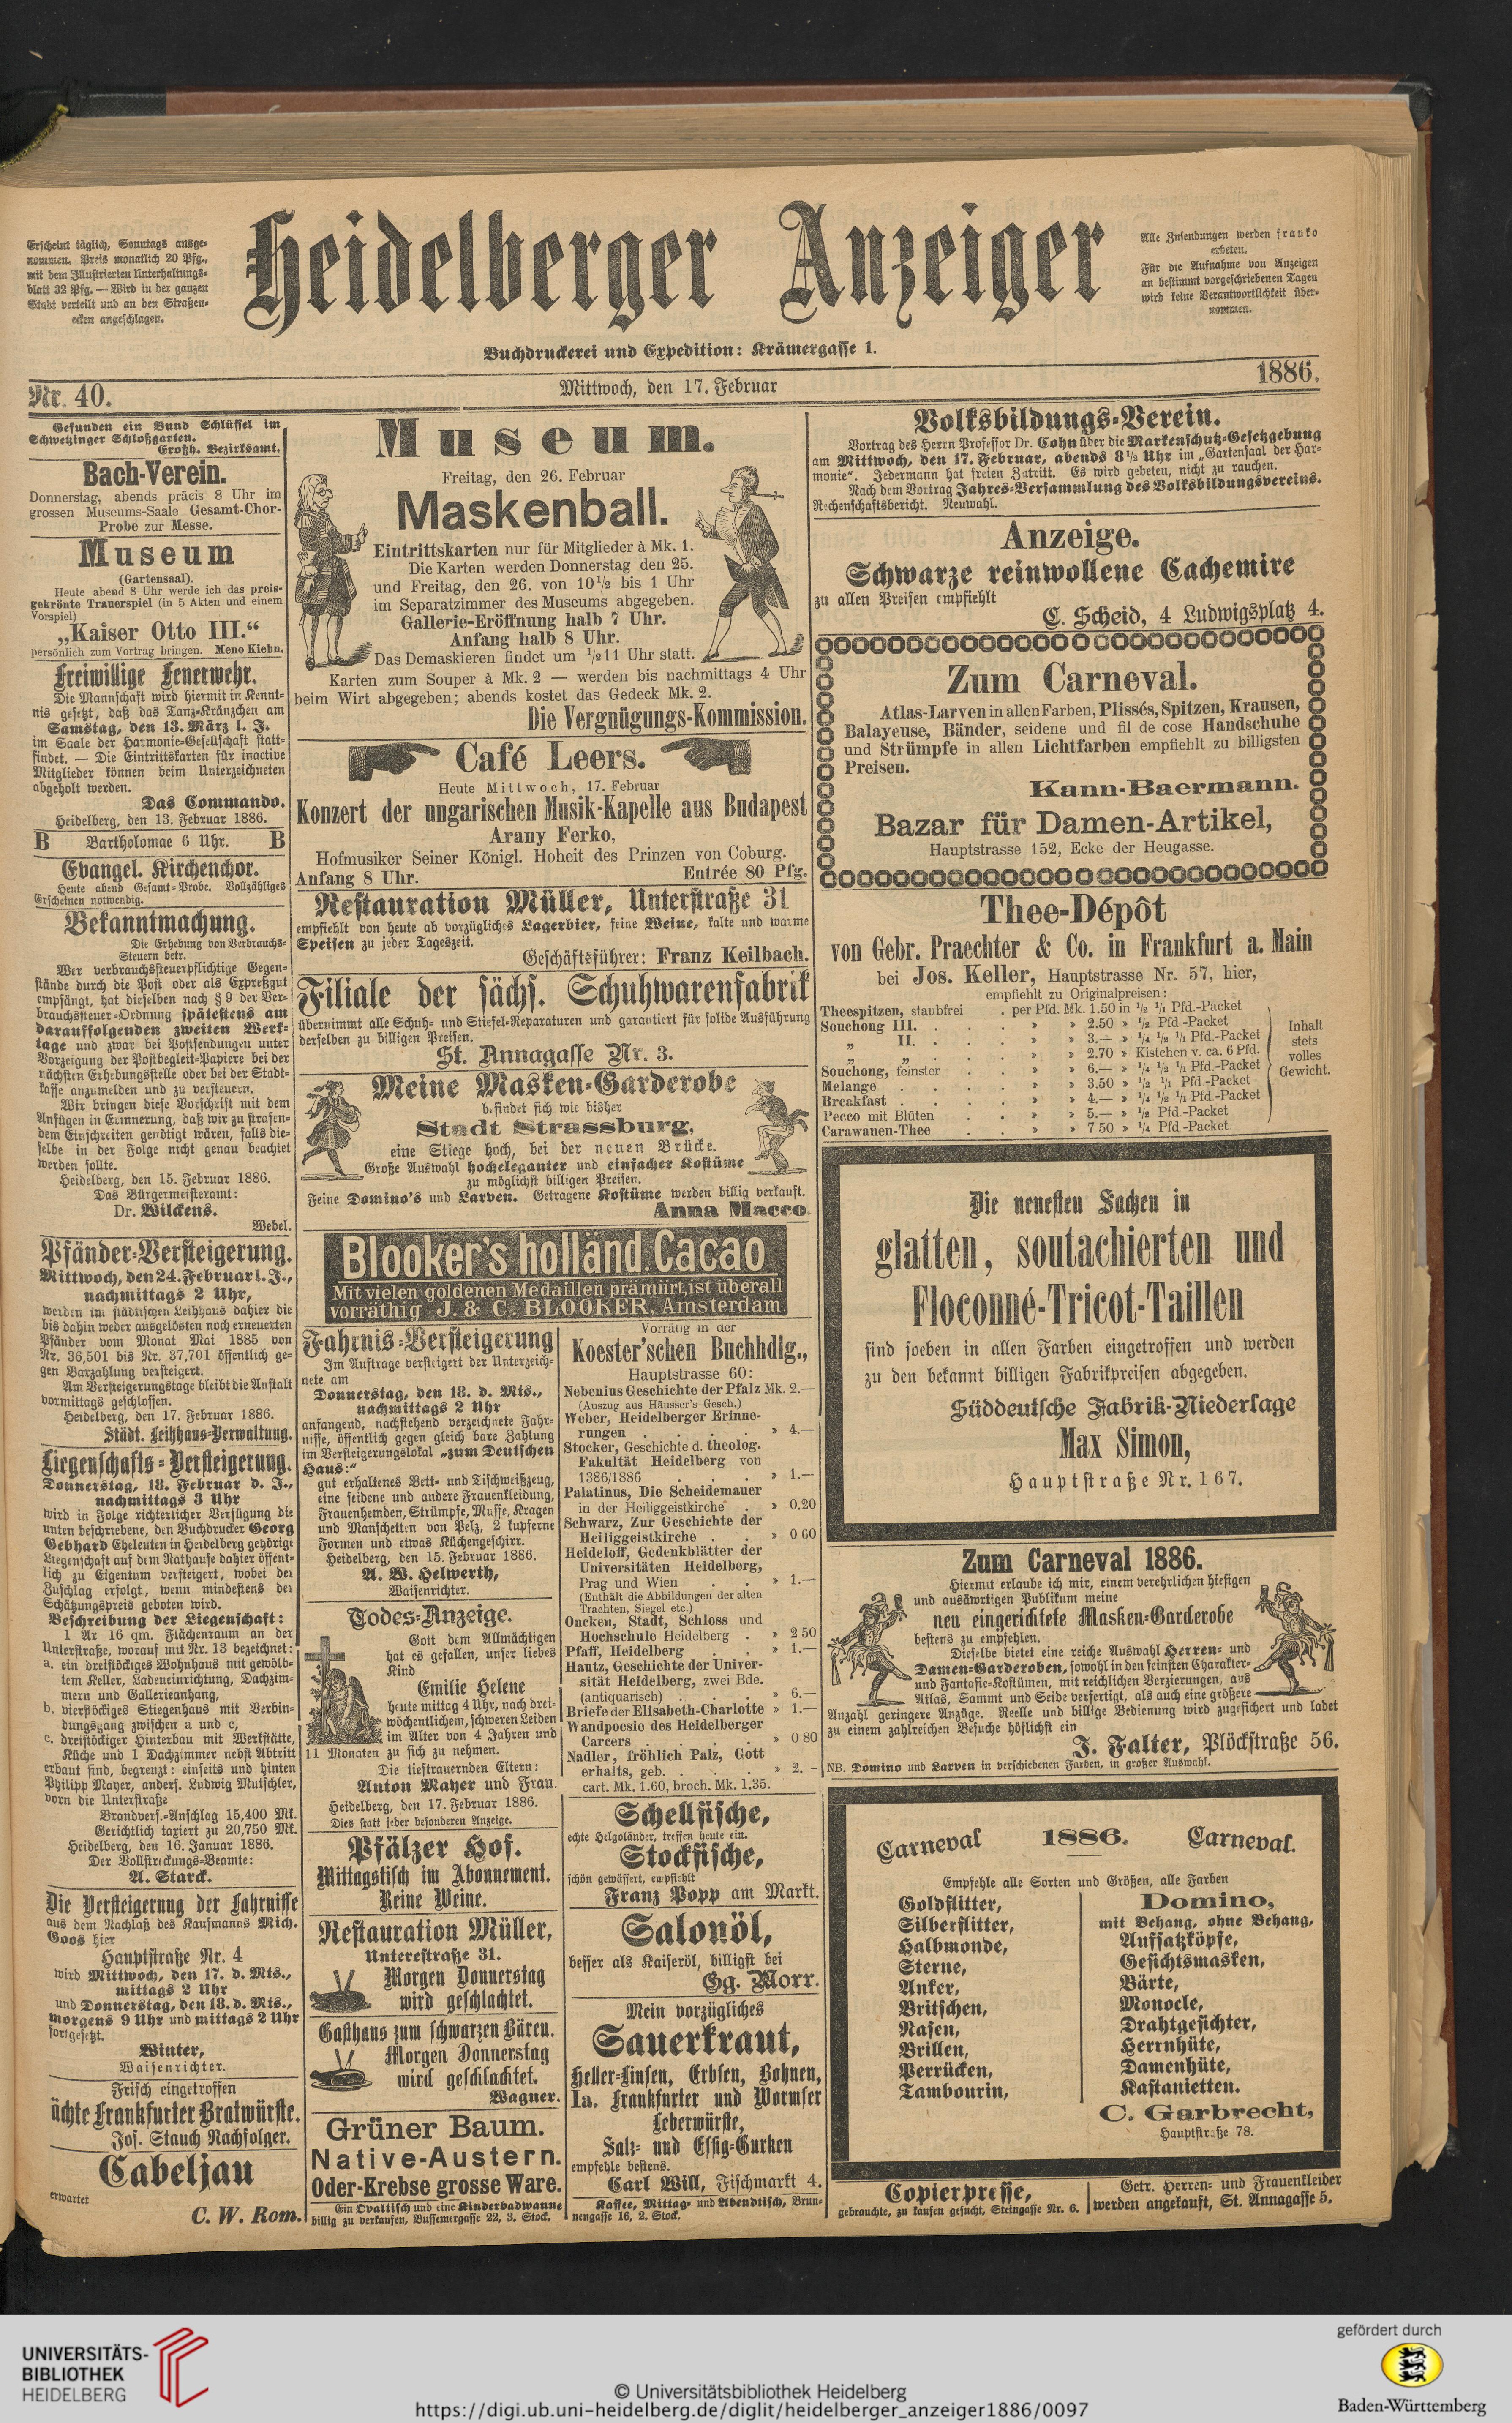 Erscheint täglich, Sonntags ausge-
nommen. Preis monatlich 20 Pfg.,
mit dem Illustrierten Unterhaltungs-
blatt 32 Pfg. — Wird in der ganzen
Stadt verteilt und an den Straßen-
ecken angeschlagen.
Heidelberger Anzeiger
Alle Zusendungen werden franko
erbeten.
Für die Aufnahme von Anzeigen
an bestimmt vorgeschriebenen Tagen
wird keine Verantwortlichkeit über-
nommen.
Buchdruckerei und Expedition: Krämergasse 1.
Nr. 40.
Mittwoch, den 17. Februar
1886.
Gefunden ein Bund Schlüssel im
Schwetzinger Schloßgarten.
Großh. Bezirksamt.
Bach-Verein.
Donnerstag, abends präcis 8 Uhr im
grossen Museums-Saale Gesamt-Chor-
Probe zur Messe.
Museum
(Gartensaal).
Heute abend 8 Uhr werde ich das preis-
gekrönte Trauerspiel (in 5 Akten und einem
Vorspiel)
„Kaiser Otto III.“
persönlich zum Vortrag bringen. Meno Kiehn.
Freiwillige Feuerwehr.
Die Mannschaft wird hiermit in Kennt-
nis gesetzt, daß das Tanz-Kränzchen am
Samstag, den 13. März l. J.
im Saale der Harmonie-Gesellschaft statt-
findet. — Die Eintrittskarten für inactive
Mitglieder können beim Unterzeichneten
abgeholt werden.
Das Commando.
Heidelberg, den 13. Februar 1886.
B Bartholomae 6 Uhr. B
Evangel. Kirchenchor.
Heute abend Gesamt-Probe. Vollzähliges
Erscheinen notwendig.
Bekanntmachung.
Die Erhebung von Verbrauchs-
Steuern betr.
Wer verbrauchssteuerpflichtige Gegen-
stände durch die Post oder als Expreßgut
empfängt, hat dieselben nach § 9 der Ver-
brauchssteuer-Ordnung spätestens am
darauffolgenden zweiten Werk-
tage und zwar bei Postsendungen unter
Vorzeigung der Postbegleit-Papiere bei der
nächsten Erhebungsstelle oder bei der Stadt-
kasse anzumelden und zu versteuern.
Wir bringen diese Vorschrift mit dem
Anfügen in Erinnerung, daß wir zu strafen-
dem Einschreiten genötigt wären, falls die-
selbe in der Folge nicht genau beachtet
werden sollte.
Heidelberg, den 15. Februar 1886.
Das Bürgermeisteramt:
Dr. Wilckens.
Webel.
Pfänder-Versteigerung.
Mittwoch, den 24. Februar l. J.,
nachmittags 2 Uhr,
werden im städtischen Leihhaus dahier die
bis dahin weder ausgelösten noch erneuerten
Pfänder vom Monat Mai 1885 von
Nr. 36,501 bis Nr. 37,701 öffentlich ge-
gen Barzahlung versteigert.
Am Versteigerungstage bleibt die Anstalt
vormittags geschlossen.
Heidelberg, den 17. Februar 1886.
Städt. Leihhaus-Verwaltung.
Liegenschafts-Versteigerung.
Donnerstag, 18. Februar d. J.,
nachmittags 3 Uhr
wird in Folge richterlicher Verfügung die
unten beschriebene, den Buchdrucker Georg
Gebhard Eheleuten in Heidelberg gehörige
Liegenschaft auf dem Rathause dahier öffent-
lich zu Eigentum versteigert, wobei der
Zuschlag erfolgt, wenn mindestens der
Schätzungspreis geboten wird.
Beschreibung der Liegenschaft:
1 Ar 16 qm. Flächenraum an der
Unterstraße, worauf mit Nr. 13 bezeichnet:
a. ein dreistöckiges Wohnhaus mit gewölb-
tem Keller, Ladeneinrichtung, Dachzim-
mern und Gallerieanhang,
b. vierstöckiges Stiegenhaus mit Verbin-
dungsgang zwischen a und c,
c. dreistöckiger Hinterbau mit Werkstätte,
Küche und 1 Dachzimmer nebst Abtritt
erbaut sind, begrenzt: einseits und hinten
Philipp Mayer, anders. Ludwig Mutschler,
vorn die Unterstraße
Brandvers.-Anschlag 15,400 Mk.
Gerichtlich taxiert zu 20,750 Mk.
Heidelberg, den 16. Januar 1886.
Der Vollstreckungs-Beamte:
A. Starck.
Die Versteigerung der Fahrnisse
aus dem Nachlaß des Kaufmanns Mich.
Goos hier
Hauptstraße Nr. 4
wird Mittwoch, den 17. d. Mts.,
mittags 2 Uhr
und Donnerstag, den 18. d. Mts.,
morgens 9 Uhr und mittags 2 Uhr
fortgesetzt.
Winter,
Waisenrichter.
Frisch eingetroffen
ächte Frankfurter Bratwürste.
Jos. Stauch Nachfolger.
Cabeljau
erwartet
C. W. Rom.
Museum.
Freitag, den 26. Februar
Maskenball.
Eintrittskarten nur für Mitglieder à Mk. 1.
Die Karten werden Donnerstag den 25.
und Freitag, den 26. von 10½ bis 1 Uhr
im Separatzimmer des Museums abgegeben.
Gallerie-Eröffnung halb 7 Uhr.
Anfang halb 8 Uhr.
Das Demaskieren findet um ½11 Uhr statt.
Karten zum Souper à Mk. 2 — werden bis nachmittags 4 Uhr
beim Wirt abgegeben; abends kostet das Gedeck Mk. 2.
Die Vergnügungs-Kommission.
Café Leers.
Heute Mittwoch, 17. Februar
Konzert der ungarischen Musik-Kapelle aus Budapest
Arany Ferko,
Hofmusiker Seiner Königl. Hoheit des Prinzen von Coburg.
Anfang 8 Uhr. Entrée 80 Pfg.
Restauration Müller, Unterstraße 31
empfiehlt von heute ab vorzügliches Lagerbier, feine Weine, kalte und warme
Speisen zu jeder Tageszeit.
Geschäftsführer: Franz Keilbach.
Filiale der sächs. Schuhwarenfabrik
übernimmt alle Schuh- und Stiefel-Reparaturen und garantiert für solide Ausführung
derselben zu billigen Preisen.
St. Annagasse Nr. 3.
Meine Masken-Garderobe
befindet sich wie bisher
Stadt Strassburg,
eine Stiege hoch, bei der neuen Brücke.
Große Auswahl hocheleganter und einfacher Kostüme
zu möglichst billigen Preisen.
Feine Domino's und Larven. Getragene Kostüme werden billig verkauft.
Anna Macco.
Blooker's holländ. Cacao
Mit vielen goldenen Medaillen prämiirt, ist überall
vorräthig J. & C. BLOOKER, Amsterdam.
Fahrnis-Versteigerung
Im Auftrage versteigert der Unterzeich-
nete am
Donnerstag, den 18. d. Mts.,
nachmittags 2 Uhr
anfangend, nachstehend verzeichnete Fahr-
nisse, öffentlich gegen gleich bare Zahlung
im Versteigerungslokal „zum Deutschen
Haus:“
gut erhaltenes Bett- und Tischweißzeug,
eine seidene und andere Frauenkleidung,
Frauenhemden, Strümpfe, Muffe, Kragen
und Manschetten von Pelz, 2 kupferne
Formen und etwas Küchengeschirr.
Heidelberg, den 15. Februar 1886.
A. W. Helwerth,
Waisenrichter.
Todes-Anzeige.
Gott dem Allmächtigen
hat es gefallen, unser liebes
Kind
Emilie Helene
heute mittag 4 Uhr, nach drei-
wöchentlichem, schweren Leiden
im Alter von 4 Jahren und
11 Monaten zu sich zu nehmen.
Die tieftrauernden Eltern:
Anton Mayer und Frau.
Heidelberg, den 17. Februar 1886.
Dies statt jeder besonderen Anzeige.
Pfälzer Hof.
Mittagstisch im Abonnement.
Reine Weine.
Restauration Müller,
Unterestraße 31.
Morgen Donnerstag
wird geschlachtet.
Gasthaus zum schwarzen Bären.
Morgen Donnerstag
wird geschlachtet.
Wagner.
Grüner Baum.
Native-Austern.
Oder-Krebse grosse Ware.
Ein Ovaltisch und eine Kinderbadwanne
billig zu verkaufen, Bussemergasse 22, 3. Stock.
Vorrätig in der
Koester'schen Buchhdlg.,
Hauptstrasse 60:
Nebenius Geschichte der Pfalz Mk. 2.—
(Auszug aus Häusser's Gesch.)
Weber, Heidelberger Erinne-
rungen . . . . » 4.—
Stocker, Geschichte d. theolog.
Fakultät Heidelberg von
1386/1886 . . . » 1.—
Palatinus, Die Scheidemauer
in der Heiliggeistkirche . » 0.20
Schwarz, Zur Geschichte der
Heiliggeistkirche . . » 0 60
Heideloff, Gedenkblätter der
Universitäten Heidelberg,
Prag und Wien . . » 1.—
(Enthält die Abbildungen der alten
Trachten, Siegel etc.)
Oncken, Stadt, Schloss und
Hochschule Heidelberg . » 2 50
Pfaff, Heidelberg . . » 1.—
Hautz, Geschichte der Univer-
sität Heidelberg, zwei Bde.
(antiquarisch) . . . » 6.—
Briefe der Elisabeth-Charlotte » 1.—
Wandpoesie des Heidelberger
Carcers . . . . » 0 80
Nadler, fröhlich Palz, Gott
erhalts, geb. . . . » 2. -
cart. Mk. 1.60, broch. Mk. 1.35.
Schellfische,
echte Helgoländer, treffen heute ein.
Stockfische,
schön gewässert, empfiehlt
Franz Popp am Markt.
Salonöl,
besser als Kaiseröl, billigst bei
Gg. Morr.
Mein vorzügliches
Sauerkraut,
Heller-Linsen, Erbsen, Bohnen,
Ia. Frankfurter und Wormser
Leberwürste,
Salz- und Essig-Gurken
empfehle bestens.
Carl Will, Fischmarkt 4.
Kaffee, Mittag- und Abendtisch, Brun-
nengasse 16, 2. Stock.
Volksbildungs-Verein.
Vortrag des Herrn Professor Dr. Cohn über die Markenschutz-Gesetzgebung
am Mittwoch, den 17. Februar, abends 8½ Uhr im „Gartensaal der Har-
monie“. Jedermann hat freien Zutritt. Es wird gebeten, nicht zu rauchen.
Nach dem Vortrag Jahres-Versammlung des Volksbildungsvereins.
Rechenschaftsbericht. Neuwahl.
Anzeige.
Schwarze reinwollene Cachemire
zu allen Preisen empfiehlt
C. Scheid, 4 Ludwigsplatz 4.
Zum Carneval.
Atlas-Larven in allen Farben, Plissés, Spitzen, Krausen,
Balayeuse, Bänder, seidene und fil de cose Handschuhe
und Strümpfe in allen Lichtfarben empfiehlt zu billigsten
Preisen.
Kann-Baermann.
Bazar für Damen-Artikel,
Hauptstrasse 152, Ecke der Heugasse.
Thee-Dépôt
von Gebr. Praechter & Co. in Frankfurt a. Main
bei Jos. Keller, Hauptstrasse Nr. 57, hier,
empfiehlt zu Originalpreisen:
Theespitzen, staubfrei . per Pfd. Mk. 1.50 in ½ 1/1 Pfd.-Packet
Souchong III. . . . . » » 2.50 » ½ Pfd-Packet
„ II. . . . . » » 3.— » ¼ ½ 1/1 Pfd.-Packet
„ „ . . . » » 2.70 » Kistchen v. ca. 6 Pfd.
Souchong, feinster . . » » 6.— » ¼ ½ 1/1 Pfd.-Packet
Melange . . . . . » » 3.50 » ½ 1/1 Pfd-Packet
Breakfast . . . . . » » 4.— » ¼ ½ 1/1 Pfd.-Packet
Pecco mit Blüten . . » » 5.— » ½ Pfd-Packet
Carawanen-Thee . . » » 7 50 » ¼ Pfd-Packet
Inhalt
stets
volles
Gewicht.
Die neuesten Sachen in
glatten, soutachierten und
Floconné-Tricot-Taillen
sind soeben in allen Farben eingetroffen und werden
zu den bekannt billigen Fabrikpreisen abgegeben.
Süddeutsche Fabrik-Niederlage
Max Simon,
Hauptstraße Nr. 167.
Zum Carneval 1886.
Hiermit erlaube ich mir, einem verehrlichen hiesigen
und auswärtigen Publikum meine
neu eingerichtete Masken-Garderobe
bestens zu empfehlen.
Dieselbe bietet eine reiche Auswahl Herren- und
Damen-Garderoben, sowohl in den feinsten Charakter-
und Fantasie-Kostümen, mit reichlichen Verzierungen, aus
Atlas, Sammt und Seide verfertigt, als auch eine größere
Anzahl geringere Anzüge. Reelle und billige Bedienung wird zugesichert und ladet
zu einem zahlreichen Besuche höflichst ein
J. Falter, Plöckstraße 56.
NB. Domino und Larven in verschiedenen Farben, in großer Auswahl.
Carneval 1886. Carneval.
Empfehle alle Sorten und Größen, alle Farben
Goldflitter,
Silberflitter,
Halbmonde,
Sterne,
Anker,
Britschen,
Nasen,
Brillen,
Perrücken,
Tambourin,
Domino,
mit Behang, ohne Behang,
Aufsatzköpfe,
Gesichtsmasken,
Bärte,
Monocle,
Drahtgesichter,
Herrnhüte,
Damenhüte,
Kastanietten.
C. Garbrecht,
Hauptstraße 78.
Copierpresse,
gebrauchte, zu kaufen gesucht, Steingasse Nr. 6.
Getr. Herren- und Frauenkleider
werden angekauft, St. Annagasse 5.
UNIVERSITÄTS-
BIBLIOTHEK
HEIDELBERG
© Universitätsbibliothek Heidelberg
https://digi.ub.uni-heidelberg.de/diglit/heidelberger_anzeiger1886/0097
gefördert durch
Baden-Württemberg